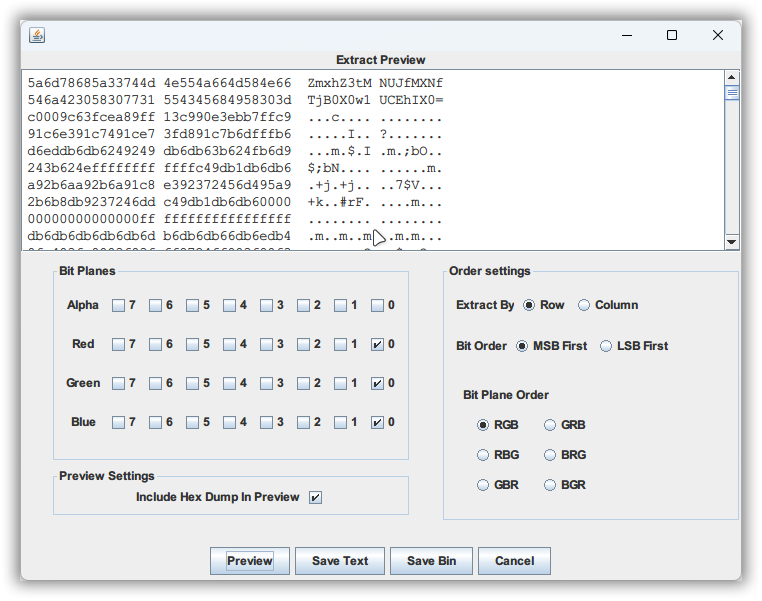 Extract Preview
5a6d78685a33744d 4e554a664d584e66 ZmxhZ3tM NUJfMXNf
546a423058307731 554345684958303d TjB0X0w1 UCEhIX0=
c0009c63fcea89ff 13c990e3ebb7ffc9 ...c.... ........
91c6e391c7491ce7 3fd891c7b6dfffb6 .....I.. ?.......
d6eddb6db6249249 db6db63b624fb6d9 ...m.$.I .m.;bO..
243b624effffffff ffffc49db1db6db6 $;bN.... ......m.
a92b6aa92b6a91c8 e392372456d495a9 .+j.+j.. ..7$V...
2b6b8db9237246dd c49db1db6db60000 +k..#rF. ....m...
00000000000000ff ffffffffffffffff ........ ........
db6db6db6db6db6d b6db6db66db6edb4 .m..m..m .m.m...
Bit Planes
Alpha 7 6 5 4 3 2 1 0
Red 7 6 5 4 3 2 1 0
Green 7 6 5 4 3 2 1 0
Blue 7 6 5 4 3 2 1 0
Preview Settings
Include Hex Dump In Preview
Order settings
Extract By Row Column
Bit Order MSB First LSB First
Bit Plane Order
RGB GRB
RBG BRG
GBR BGR
Preview Save Text Save Bin Cancel